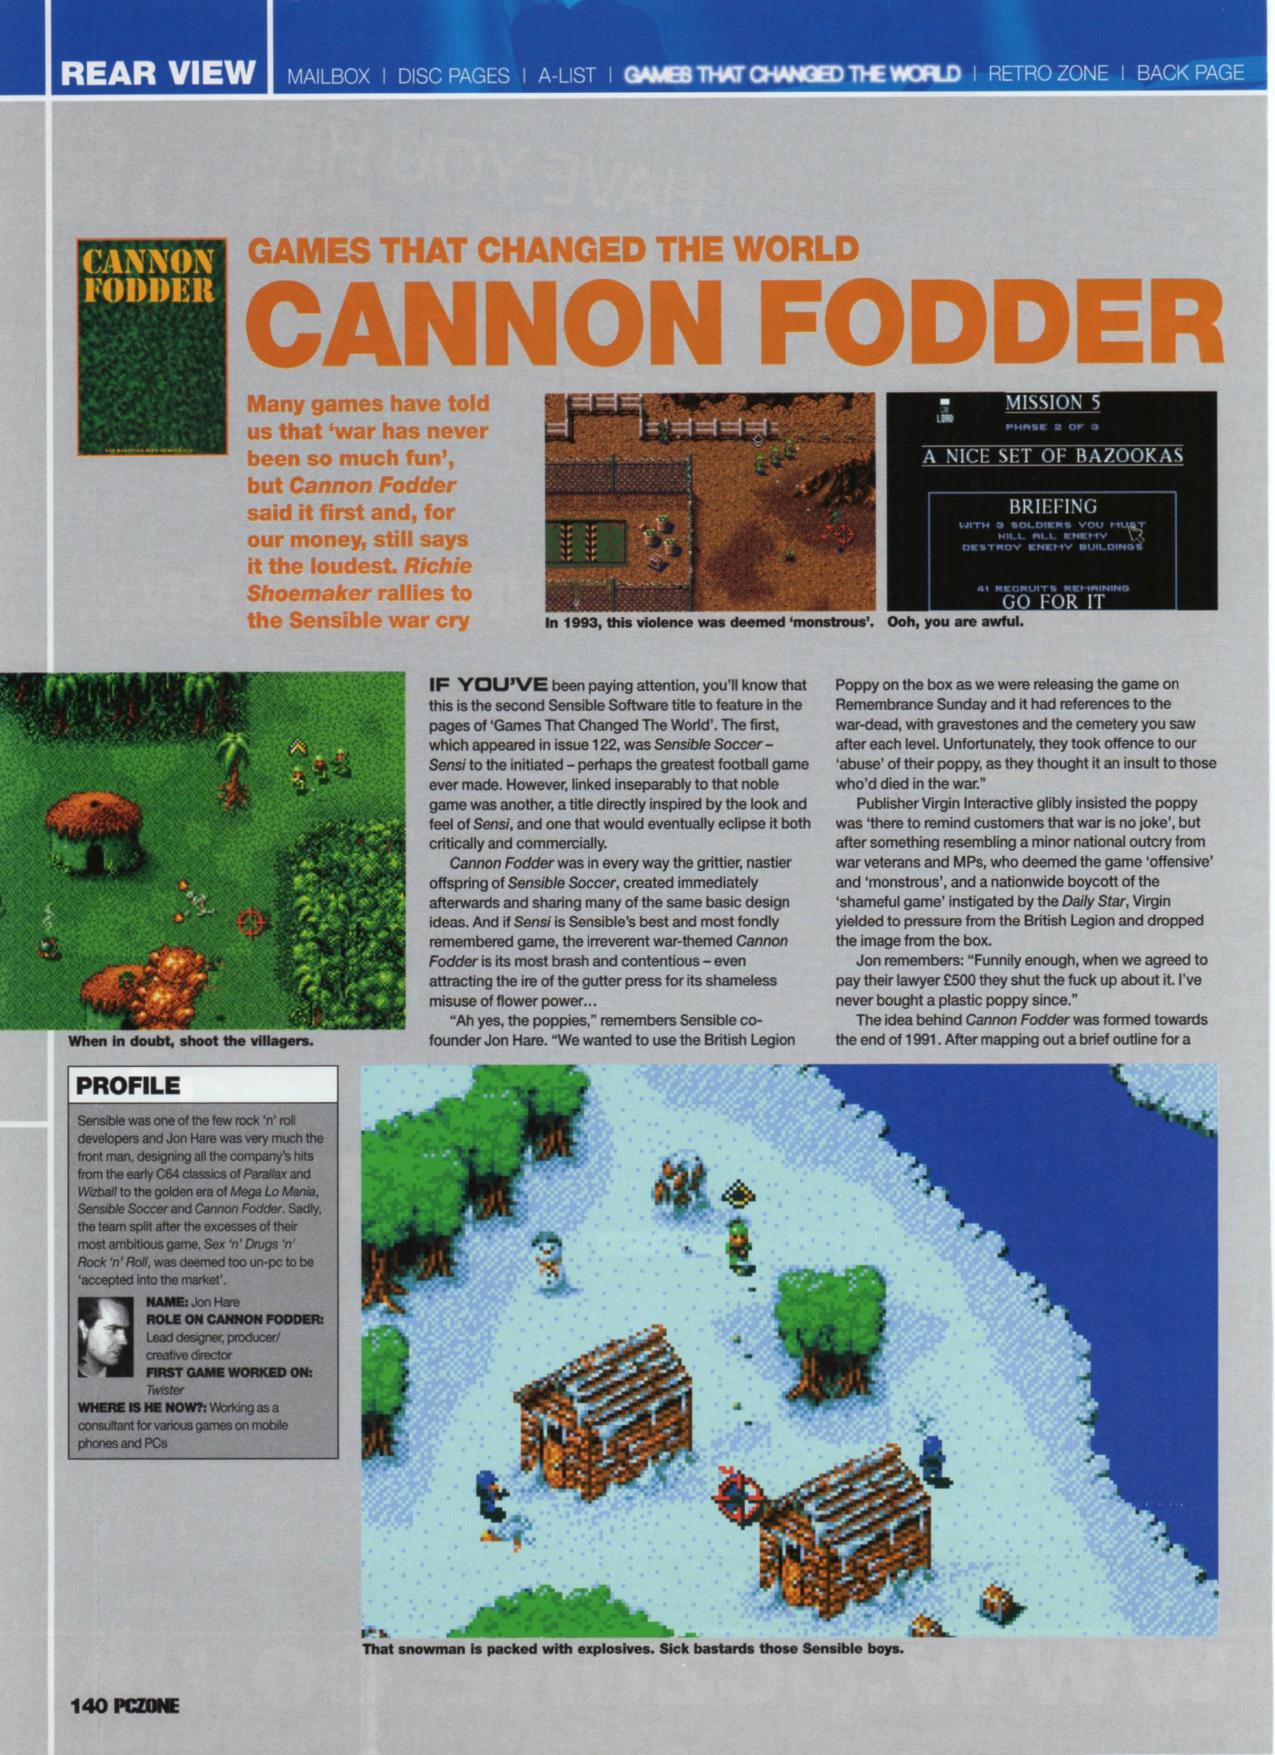 REAR VIEW
MAILBOX | DISC PAGES | A-LIST | GAMES THAT CHANGED THE WORLD | RETRO ZONE | BACK PAGE
CANNON
FODDER
GAMES THAT CHANGED THE WORLD
CANNON FODDER
Many games have told
us that ‘war has never
been so much fun’,
but Cannon Fodder
said it first and, for
our money, still says
it the loudest. Richie
Shoemaker rallies to
the Sensible war cry
In 1993, this violence was deemed ‘monstrous’.
LOAD
MISSION 5
PHASE 2 OF 3
A NICE SET OF BAZOOKAS
BRIEFING
WITH 3 SOLDIERS YOU MUST
KILL ALL ENEMY
DESTROY ENEMY BUILDINGS
41 RECRUITS REMAINING
GO FOR IT
Ooh, you are awful.
When in doubt, shoot the villagers.
IF YOU’VE been paying attention, you’ll know that
this is the second Sensible Software title to feature in the
pages of ‘Games That Changed The World’. The first,
which appeared in issue 122, was Sensible Soccer –
Sensi to the initiated – perhaps the greatest football game
ever made. However, linked inseparably to that noble
game was another, a title directly inspired by the look and
feel of Sensi, and one that would eventually eclipse it both
critically and commercially.
Cannon Fodder was in every way the grittier, nastier
offspring of Sensible Soccer, created immediately
afterwards and sharing many of the same basic design
ideas. And if Sensi is Sensible’s best and most fondly
remembered game, the irreverent war-themed Cannon
Fodder is its most brash and contentious – even
attracting the ire of the gutter press for its shameless
misuse of flower power...
“Ah yes, the poppies,” remembers Sensible co-
founder Jon Hare. “We wanted to use the British Legion
Poppy on the box as we were releasing the game on
Remembrance Sunday and it had references to the
war-dead, with gravestones and the cemetery you saw
after each level. Unfortunately, they took offence to our
‘abuse’ of their poppy, as they thought it an insult to those
who’d died in the war.”
Publisher Virgin Interactive glibly insisted the poppy
was ‘there to remind customers that war is no joke’, but
after something resembling a minor national outcry from
war veterans and MPs, who deemed the game ‘offensive’
and ‘monstrous’, and a nationwide boycott of the
‘shameful game’ instigated by the Daily Star, Virgin
yielded to pressure from the British Legion and dropped
the image from the box.
Jon remembers: “Funnily enough, when we agreed to
pay their lawyer £500 they shut the fuck up about it. I’ve
never bought a plastic poppy since.”
The idea behind Cannon Fodder was formed towards
the end of 1991. After mapping out a brief outline for a
PROFILE
Sensible was one of the few rock ‘n’ roll
developers and Jon Hare was very much the
front man, designing all the company’s hits
from the early C64 classics of Parallax and
Wizball to the golden era of Mega Lo Mania,
Sensible Soccer and Cannon Fodder. Sadly,
the team split after the excesses of their
most ambitious game, Sex ‘n’ Drugs ‘n’
Rock ‘n’ Roll, was deemed too un-pc to be
‘accepted into the market’.
NAME: Jon Hare
ROLE ON CANNON FODDER:
Lead designer, producer/
creative director
FIRST GAME WORKED ON:
Twister
WHERE IS HE NOW?: Working as a
consultant for various games on mobile
phones and PCs
That snowman is packed with explosives. Sick bastards those Sensible boys.
140 PCZONE